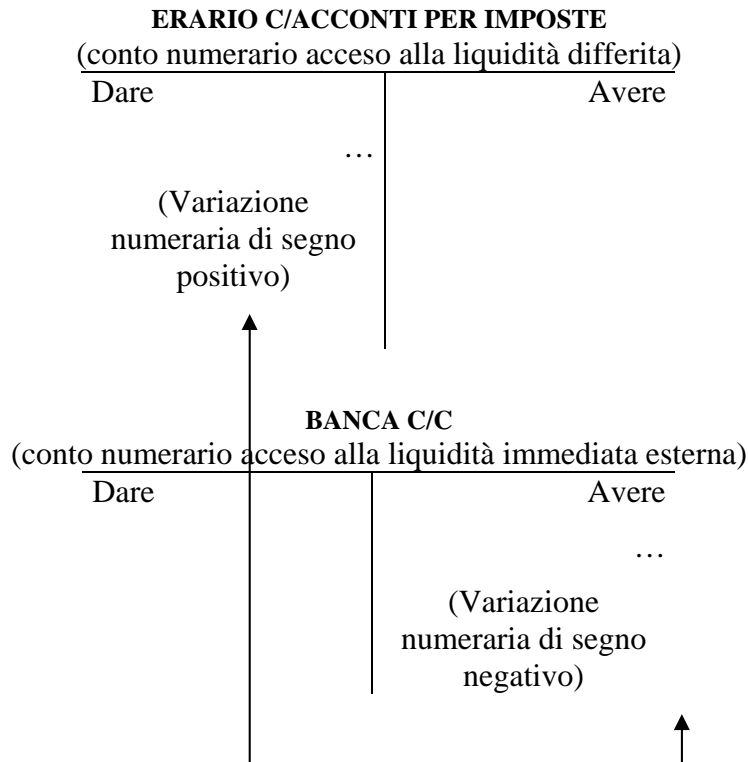 ERARIO C/ACCONTI PER IMPOSTE
(conto numerario acceso alla liquidità differita)
Dare Avere
…
(Variazione
numeraria di segno
positivo)
BANCA C/C
(conto numerario acceso alla liquidità immediata esterna)
Dare Avere
…
(Variazione
numeraria di segno
negativo)